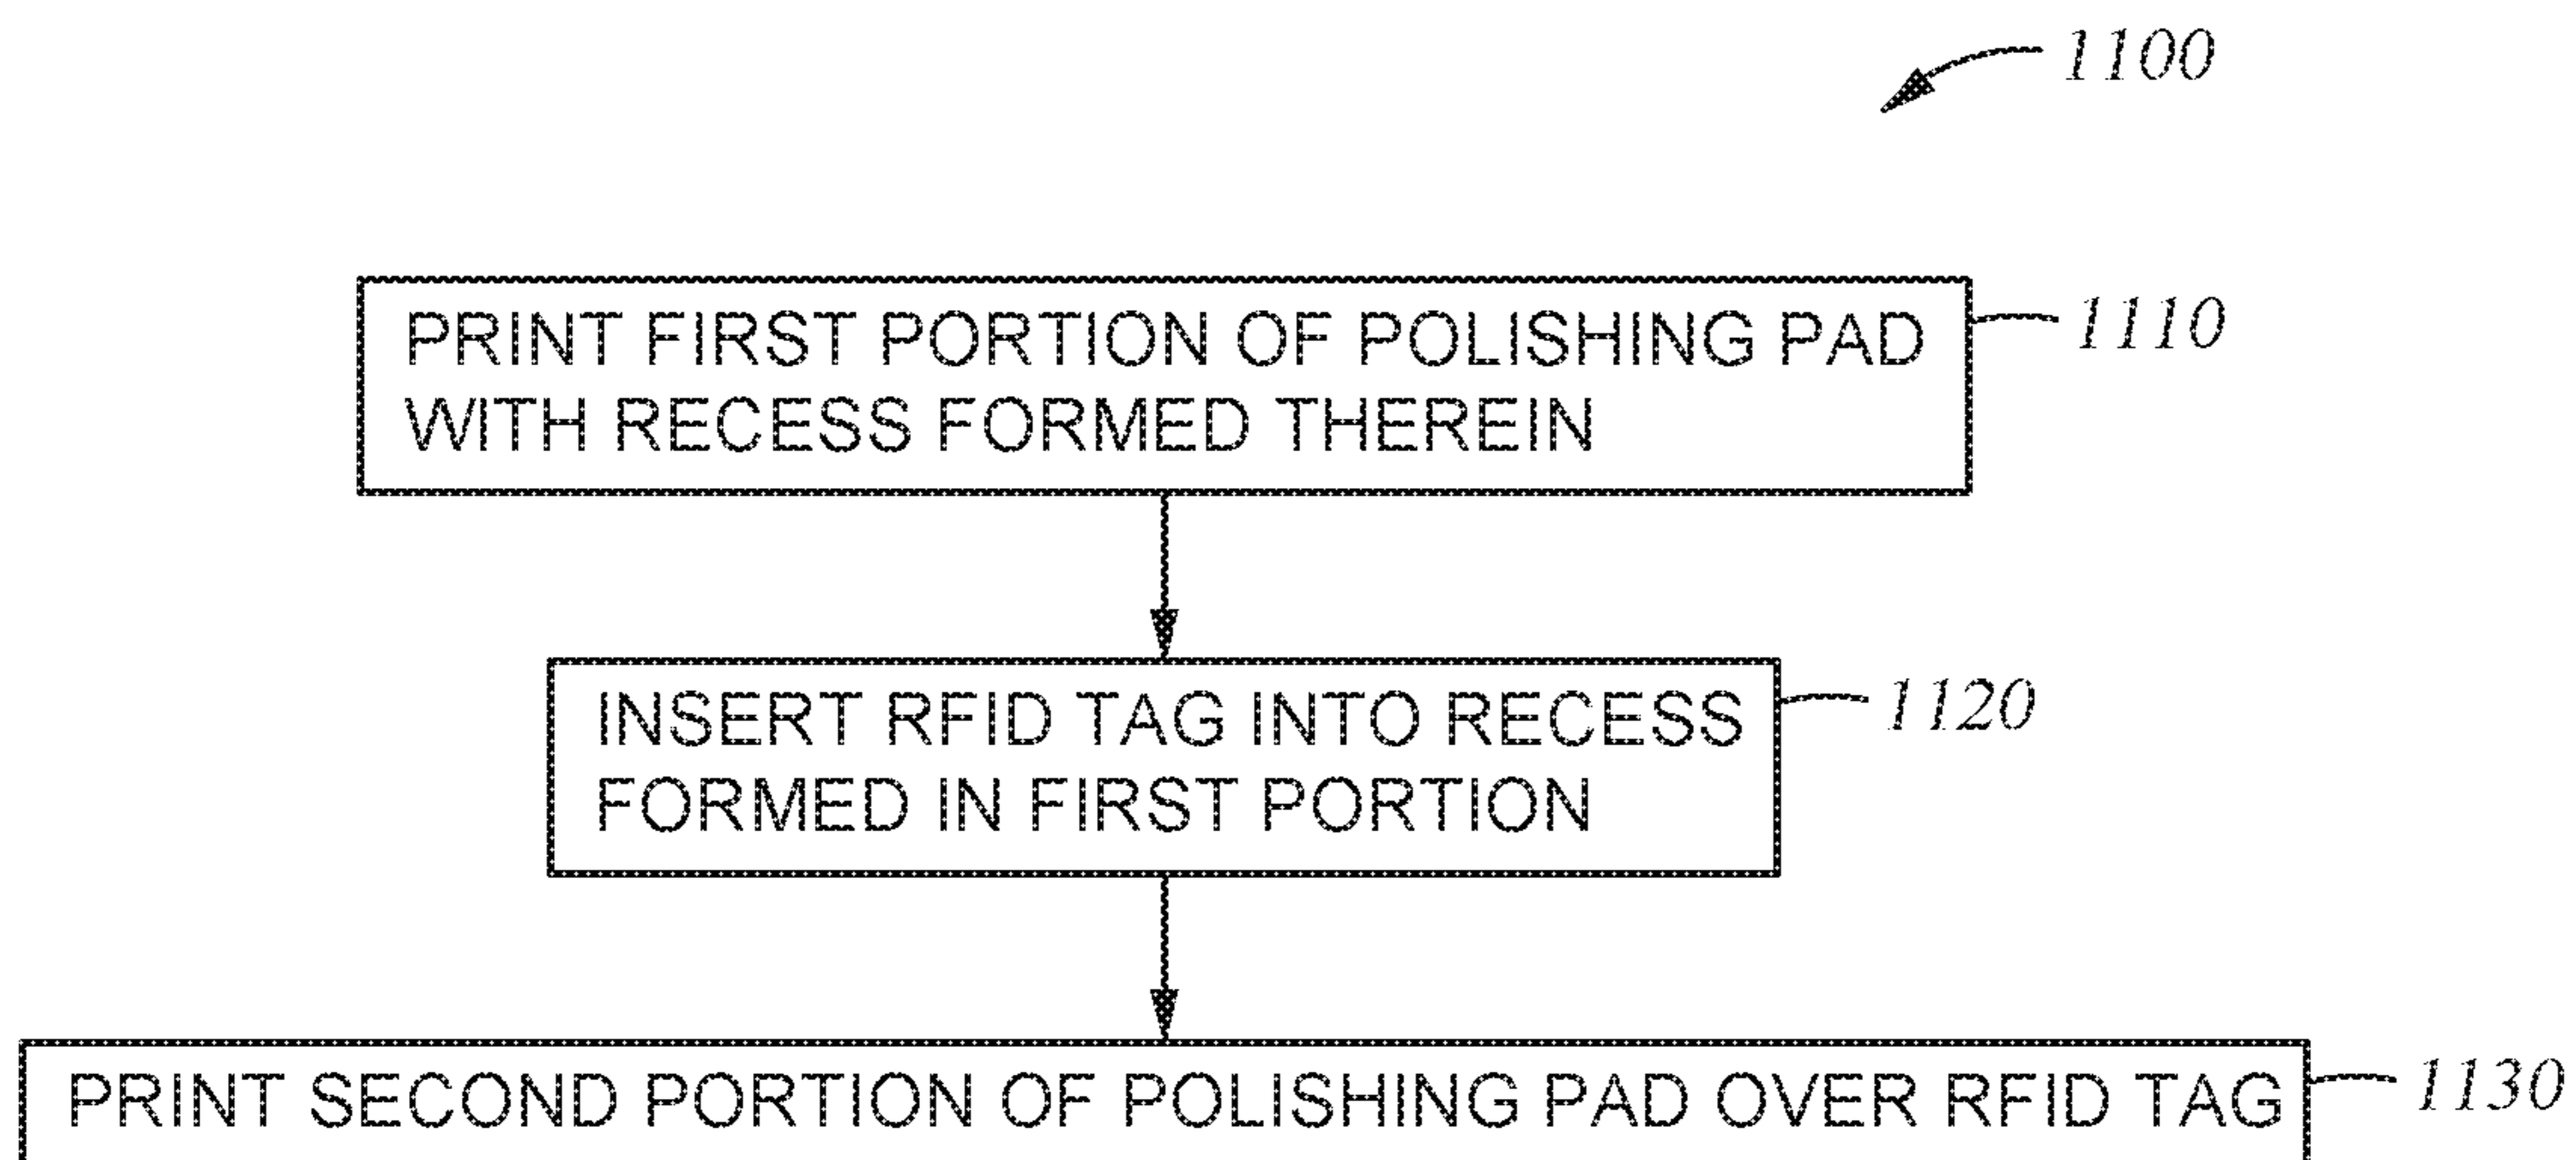 1100
PRINT FIRST PORTION OF POLISHING PAD
WITH RECESS FORMED THEREIN
1110
INSERT RFID TAG INTO RECESS
FORMED IN FIRST PORTION
1120
PRINT SECOND PORTION OF POLISHING PAD OVER RFID TAG
1130